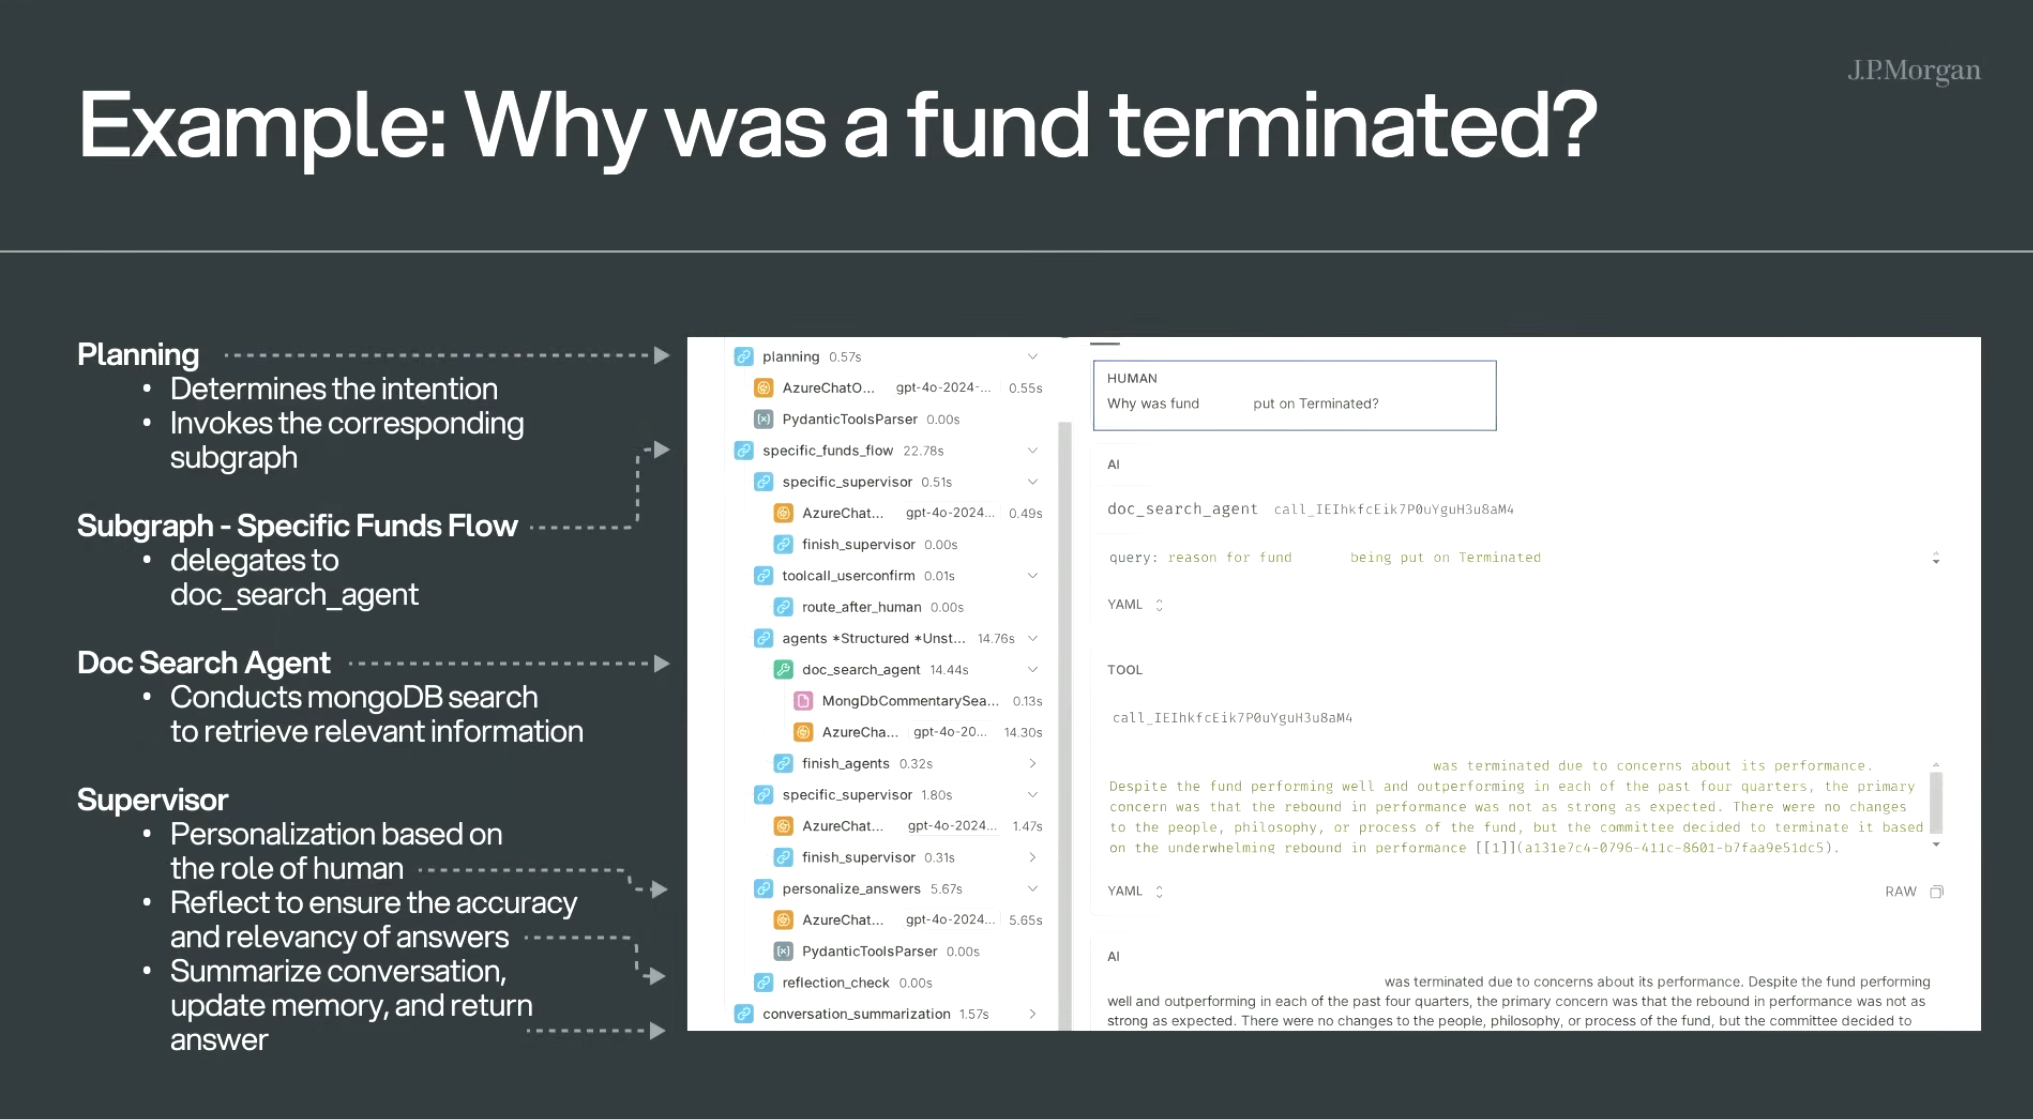 J.P.Morgan
Example: Why was a fund terminated?
Planning
• Determines the intention
• Invokes the corresponding
subgraph
Subgraph - Specific Funds Flow
• delegates to
doc_search_agent
Doc Search Agent
• Conducts mongoDB search
to retrieve relevant information
Supervisor
• Personalization based on
the role of human
• Reflect to ensure the accuracy
and relevancy of answers
• Summarize conversation,
update memory, and return
answer
planning 0.57s
AzureChatO... gpt-4o-2024-... 0.55s
PydanticToolsParser 0.00s
specific_funds_flow 22.78s
specific_supervisor 0.51s
AzureChat... gpt-4o-2024... 0.49s
finish_supervisor 0.00s
toolcall_userconfirm 0.01s
route_after_human 0.00s
agents *Structured *Unst... 14.76s
doc_search_agent 14.44s
MongDbCommentarySea... 0.13s
AzureCha... gpt-4o-20... 14.30s
finish_agents 0.32s
specific_supervisor 1.80s
AzureChat... gpt-4o-2024... 1.47s
finish_supervisor 0.31s
personalize_answers 5.67s
AzureChat... gpt-4o-2024... 5.65s
PydanticToolsParser 0.00s
reflection_check 0.00s
conversation_summarization 1.57s
HUMAN
Why was fund put on Terminated?
AI
doc_search_agent call_IEIhkfcEik7P0uYguH3u8aM4
query: reason for fund being put on Terminated
YAML
TOOL
call_IEIhkfcEik7P0uYguH3u8aM4
was terminated due to concerns about its performance.
Despite the fund performing well and outperforming in each of the past four quarters, the primary
concern was that the rebound in performance was not as strong as expected. There were no changes
to the people, philosophy, or process of the fund, but the committee decided to terminate it based
on the underwhelming rebound in performance [[1]](a131e7c4-0796-411c-8601-b7faa9e51dc5).
YAML RAW
AI
was terminated due to concerns about its performance. Despite the fund performing
well and outperforming in each of the past four quarters, the primary concern was that the rebound in performance was not as
strong as expected. There were no changes to the people, philosophy, or process of the fund, but the committee decided to